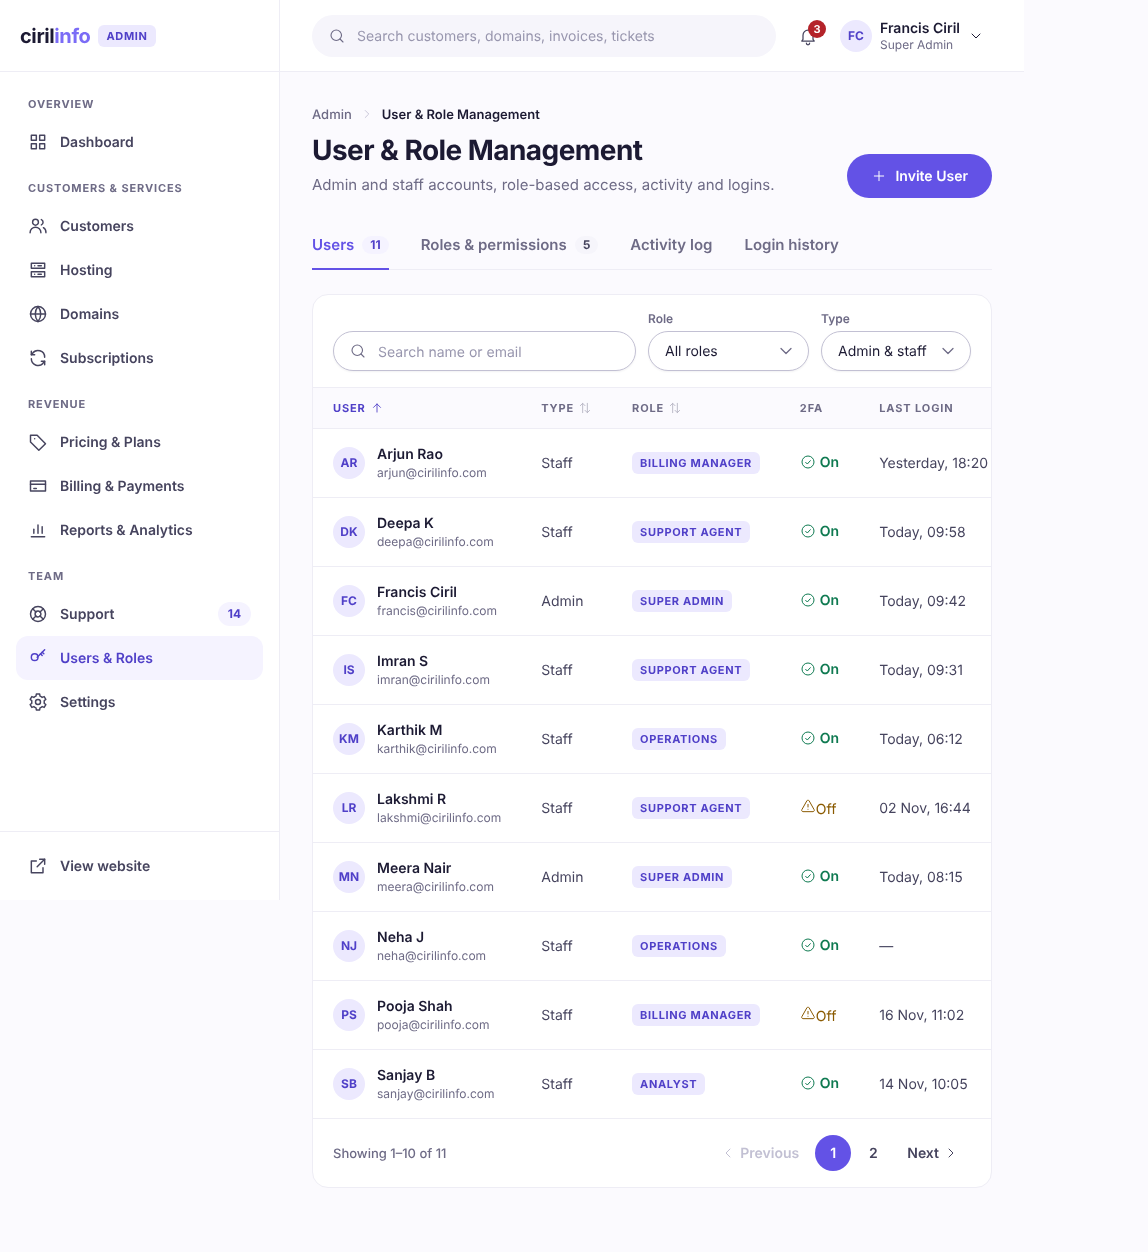 cirilinfo ADMIN
Search customers, domains, invoices, tickets
3
FC
Francis Ciril
Super Admin
OVERVIEW
Dashboard
CUSTOMERS & SERVICES
Customers
Hosting
Domains
Subscriptions
REVENUE
Pricing & Plans
Billing & Payments
Reports & Analytics
TEAM
Support 14
Users & Roles
Settings
View website
Admin User & Role Management
User & Role Management
Admin and staff accounts, role-based access, activity and logins.
Invite User
Users 11 Roles & permissions 5 Activity log Login history
Search name or email
Role
All roles
Type
Admin & staff
USER TYPE ROLE 2FA LAST LOGIN
AR Arjun Rao Staff BILLING MANAGER On Yesterday, 18:20
arjun@cirilinfo.com
DK Deepa K Staff SUPPORT AGENT On Today, 09:58
deepa@cirilinfo.com
FC Francis Ciril Admin SUPER ADMIN On Today, 09:42
francis@cirilinfo.com
IS Imran S Staff SUPPORT AGENT On Today, 09:31
imran@cirilinfo.com
KM Karthik M Staff OPERATIONS On Today, 06:12
karthik@cirilinfo.com
LR Lakshmi R Staff SUPPORT AGENT Off 02 Nov, 16:44
lakshmi@cirilinfo.com
MN Meera Nair Admin SUPER ADMIN On Today, 08:15
meera@cirilinfo.com
NJ Neha J Staff OPERATIONS On —
neha@cirilinfo.com
PS Pooja Shah Staff BILLING MANAGER Off 16 Nov, 11:02
pooja@cirilinfo.com
SB Sanjay B Staff ANALYST On 14 Nov, 10:05
sanjay@cirilinfo.com
Showing 1–10 of 11
Previous 1 2 Next